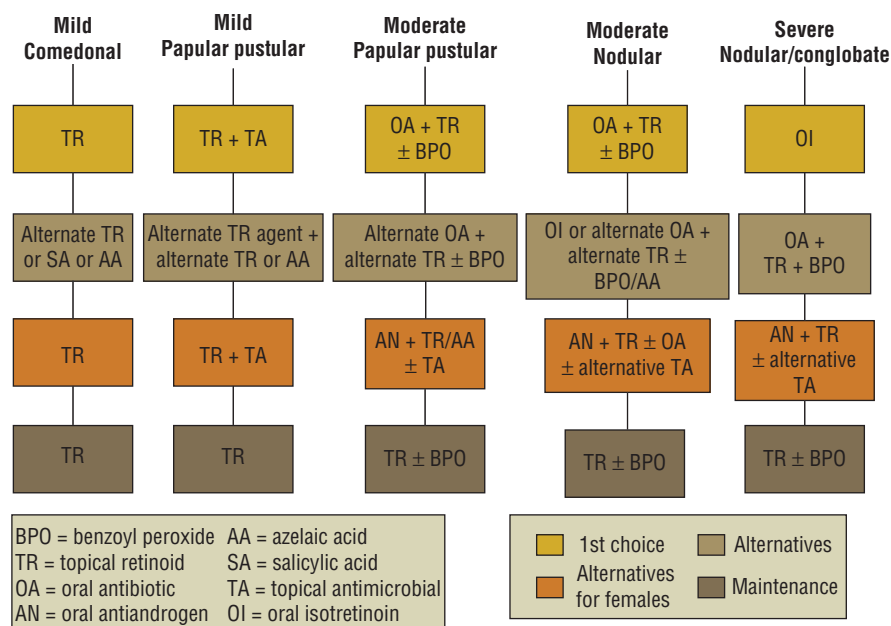 Mild
Comedonal
Mild
Papular pustular
Moderate
Papular pustular
Moderate
Nodular
Severe
Nodular/conglobate
TR
TR + TA
OA + TR
± BPO
OA + TR
± BPO
OI
Alternate TR
or SA or AA
Alternate TR agent +
alternate TR or AA
Alternate OA +
alternate TR ± BPO
OI or alternate OA +
alternate TR ±
BPO/AA
OA +
TR + BPO
TR
TR + TA
AN + TR/AA
± TA
AN + TR ± OA
± alternative TA
AN + TR
± alternative
TA
TR
TR
TR ± BPO
TR ± BPO
TR ± BPO
BPO = benzoyl peroxide
TR = topical retinoid
OA = oral antibiotic
AN = oral antiandrogen
AA = azelaic acid
SA = salicylic acid
TA = topical antimicrobial
OI = oral isotretinoin
1st choice
Alternatives
for females
Alternatives
Maintenance